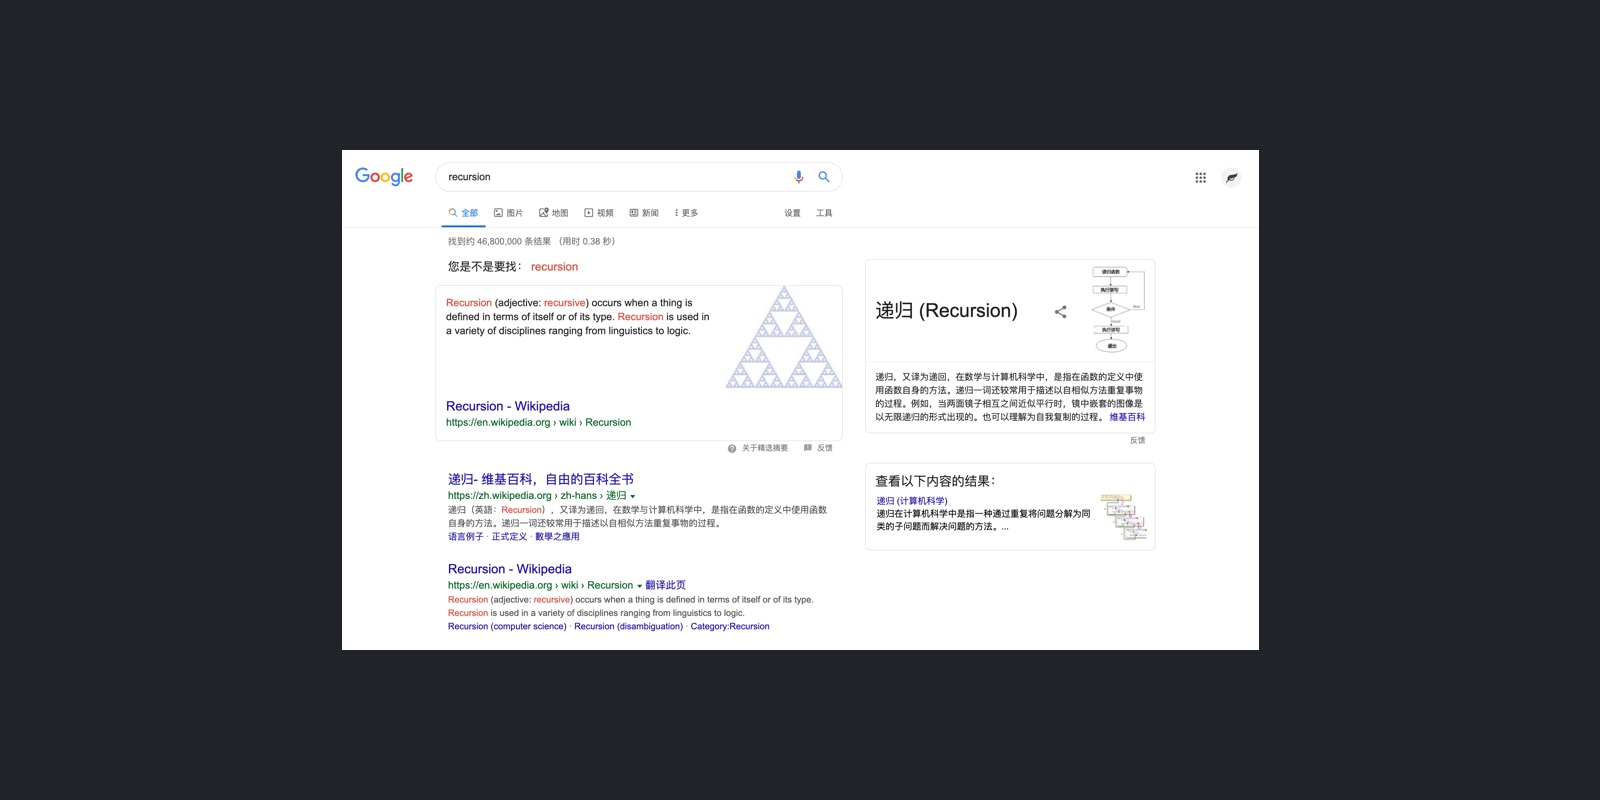 Google
recursion
全部
图片
地图
视频
新闻
更多
设置
工具
找到约 46,800,000 条结果 （用时 0.38 秒）
您是不是要找： recursion
Recursion (adjective: recursive) occurs when a thing is
defined in terms of itself or of its type. Recursion is used in
a variety of disciplines ranging from linguistics to logic.
Recursion - Wikipedia
https://en.wikipedia.org › wiki › Recursion
关于精选摘要
反馈
递归- 维基百科，自由的百科全书
https://zh.wikipedia.org › zh-hans › 递归
递归（英語：Recursion），又译为递回，在数学与计算机科学中，是指在函数的定义中使用函数
自身的方法。递归一词还较常用于描述以自相似方法重复事物的过程。
语言例子 · 正式定义 · 數學之應用
Recursion - Wikipedia
https://en.wikipedia.org › wiki › Recursion 翻译此页
Recursion (adjective: recursive) occurs when a thing is defined in terms of itself or of its type.
Recursion is used in a variety of disciplines ranging from linguistics to logic.
Recursion (computer science) · Recursion (disambiguation) · Category:Recursion
递归 (Recursion)
递归，又译为递回，在数学与计算机科学中，是指在函数的定义中使
用函数自身的方法。递归一词还较常用于描述以自相似方法重复事物
的过程。例如，当两面镜子相互之间近似平行时，镜中嵌套的图像是
以无限递归的形式出现的。也可以理解为自我复制的过程。 维基百科
反馈
查看以下内容的结果：
递归 (计算机科学)
递归在计算机科学中是指一种通过重复将问题分解为同
类的子问题而解决问题的方法。...